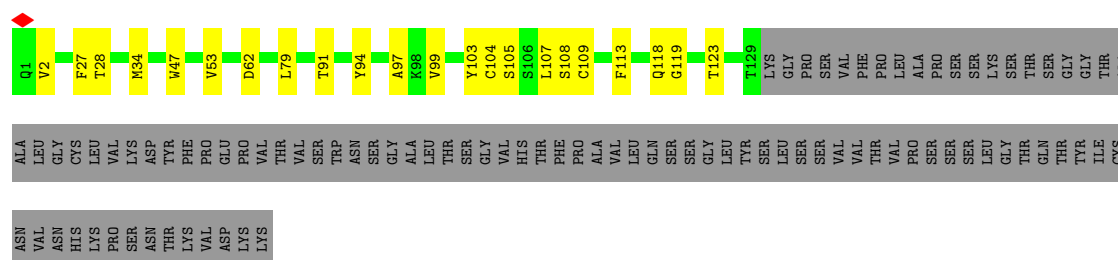 Q1 V2 F27 T28 M34 W47 V53 D62 L79 T91 Y94 A97 K98 V99 Y103 C104 S105 S106 L107 S108 C109 F113 Q118 G119 T123 T129 LYS GLY PRO SER VAL PHE PRO LEU ALA PRO SER SER LYS SER THR SER GLY GLY THR
ALA LEU GLY CYS LEU VAL LYS ASP TYR PHE PRO GLU PRO VAL THR VAL SER TRP ASN SER GLY ALA LEU THR SER GLY VAL HIS THR PHE PRO ALA VAL LEU GLN SER SER GLY LEU TYR SER LEU SER SER VAL VAL THR VAL PRO SER SER SER LEU GLY THR GLN THR TYR ILE CYS
ASN VAL ASN HIS LYS PRO SER ASN THR LYS VAL ASP LYS LYS